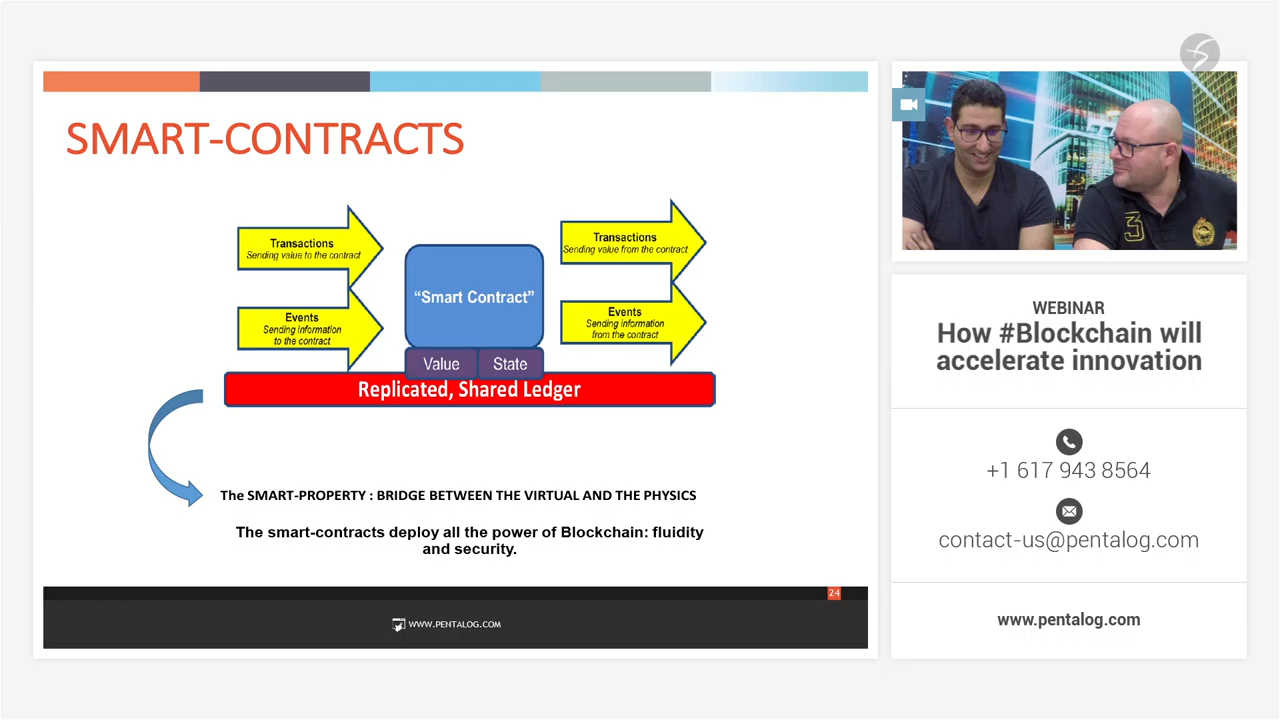 SMART-CONTRACTS
Transactions
Sending value to the contract
Events
Sending information
to the contract
“Smart Contract”
Value
State
Transactions
Sending value from the contract
Events
Sending information
from the contract
Replicated, Shared Ledger
The SMART-PROPERTY : BRIDGE BETWEEN THE VIRTUAL AND THE PHYSICS
The smart-contracts deploy all the power of Blockchain: fluidity
and security.
24
WWW.PENTALOG.COM
3
WEBINAR
How #Blockchain will
accelerate innovation
+1 617 943 8564
contact-us@pentalog.com
www.pentalog.com